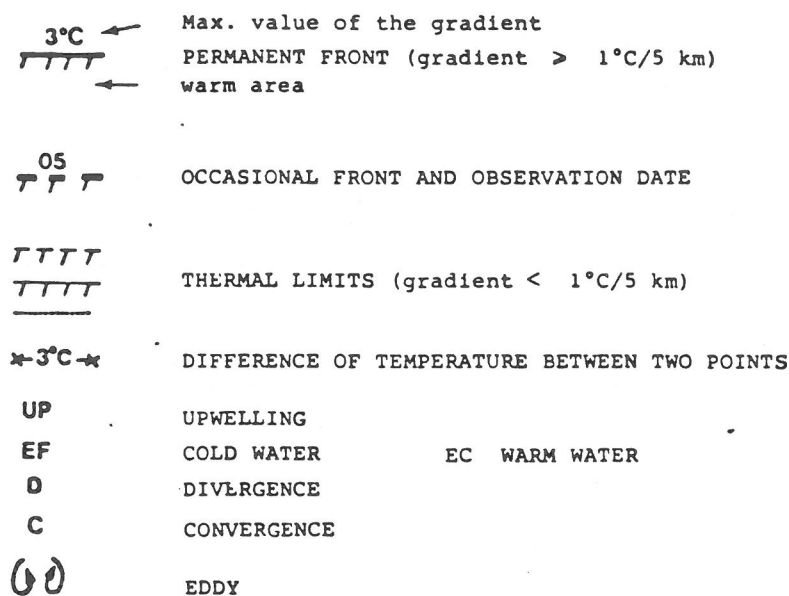 3°C Max. value of the gradient
PERMANENT FRONT (gradient > 1°C/5 km)
warm area
05
OCCASIONAL FRONT AND OBSERVATION DATE
THERMAL LIMITS (gradient < 1°C/5 km)
3°C DIFFERENCE OF TEMPERATURE BETWEEN TWO POINTS
UP UPWELLING
EF COLD WATER EC WARM WATER
D DIVERGENCE
C CONVERGENCE
EDDY